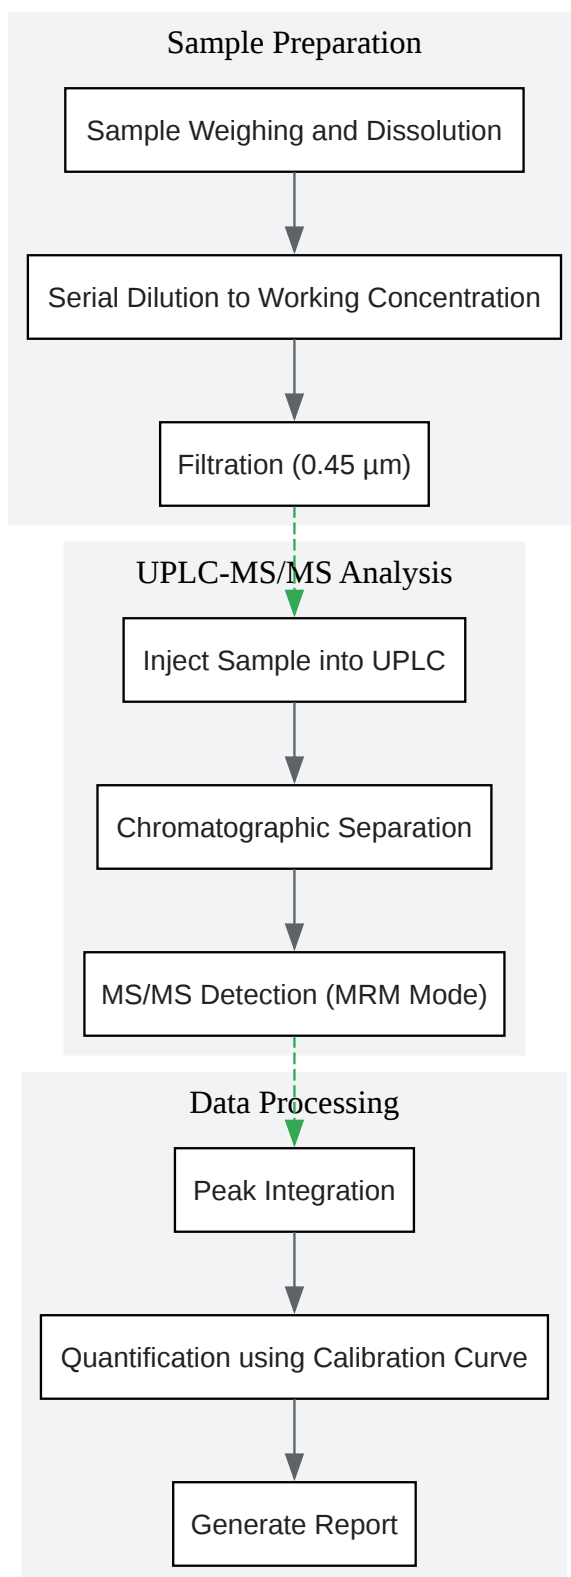 Sample Preparation
Sample Weighing and Dissolution
Serial Dilution to Working Concentration
Filtration (0.45 µm)
UPLC-MS/MS Analysis
Inject Sample into UPLC
Chromatographic Separation
MS/MS Detection (MRM Mode)
Data Processing
Peak Integration
Quantification using Calibration Curve
Generate Report